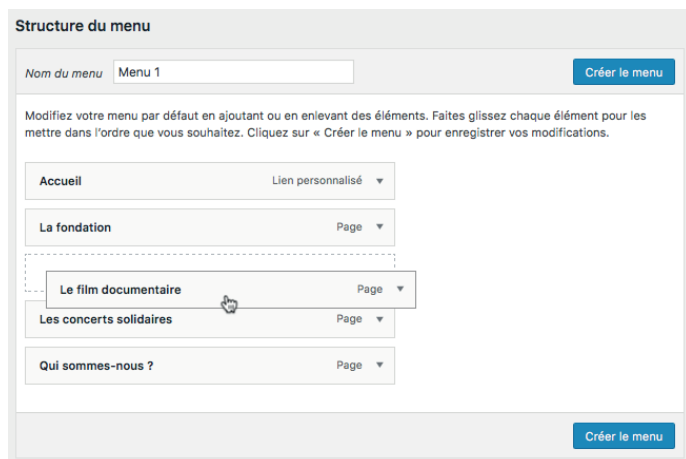 Structure du menu
Nom du menu Menu 1 Créer le menu
Modifiez votre menu par défaut en ajoutant ou en enlevant des éléments. Faites glissez chaque élément pour les
mettre dans l'ordre que vous souhaitez. Cliquez sur « Créer le menu » pour enregistrer vos modifications.
Accueil Lien personnalisé
La fondation Page
Le film documentaire Page
Les concerts solidaires Page
Qui sommes-nous ? Page
Créer le menu